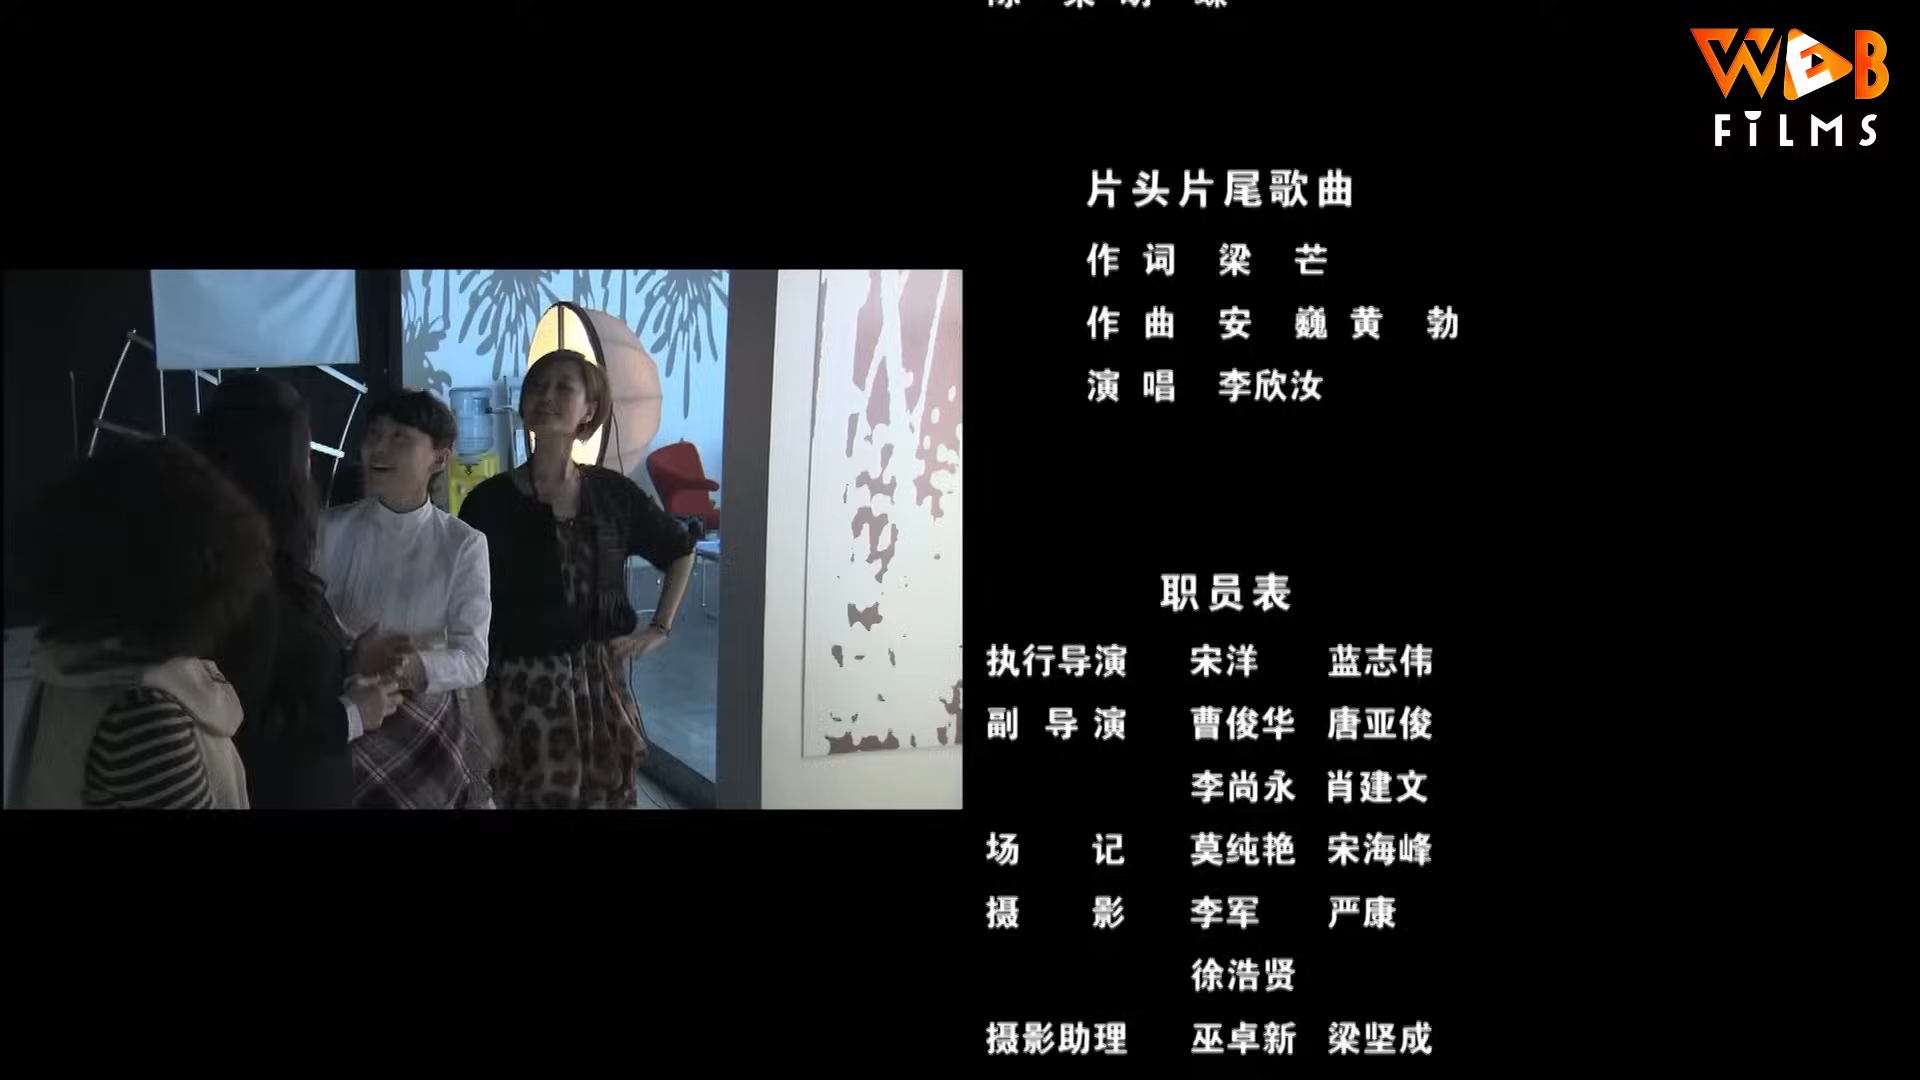 WEB
FiLMS
片头片尾歌曲
作 词 梁 芒
作 曲 安 巍 黄 勃
演 唱 李欣汝
职员表
执行导演 宋洋 蓝志伟
副 导 演 曹俊华 唐亚俊
李尚永 肖建文
场 记 莫纯艳 宋海峰
摄 影 李军 严康
徐浩贤
摄影助理 巫卓新 梁坚成